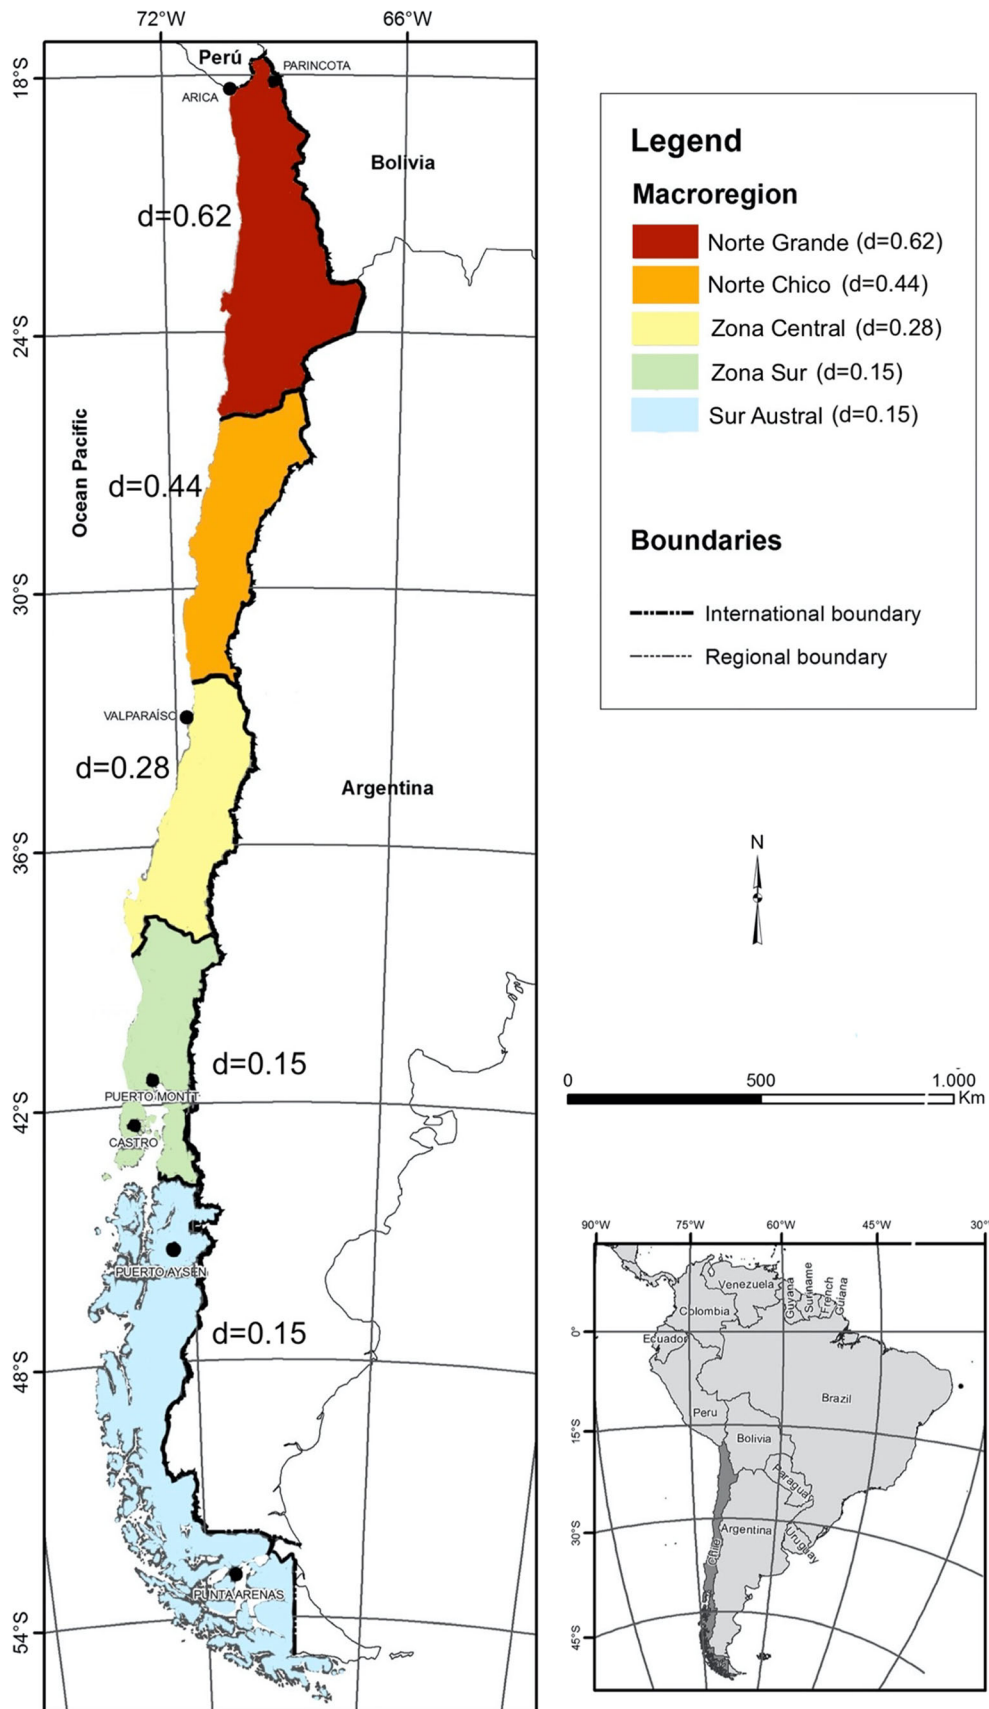 72°W
66°W
18°S
24°S
30°S
36°S
42°S
48°S
54°S
Perú
PARINCOTA
ARICA
Bolivia
d=0.62
Ocean Pacific
d=0.44
VALPARAÍSO
d=0.28
Argentina
d=0.15
PUERTO MONTT
CASTRO
PUERTO AYSEN
d=0.15
PUNTA ARENAS
Legend
Macroregion
Norte Grande (d=0.62)
Norte Chico (d=0.44)
Zona Central (d=0.28)
Zona Sur (d=0.15)
Sur Austral (d=0.15)
Boundaries
International boundary
Regional boundary
N
0 500 1.000
Km
90°W 75°W 60°W 45°W 30°
0°
15°S
30°S
45°S
Venezuela
Guyana
Suriname
French
Guiana
Colombia
Ecuador
Brazil
Peru
Bolivia
Paraguay
Argentina
Uruguay
Chile